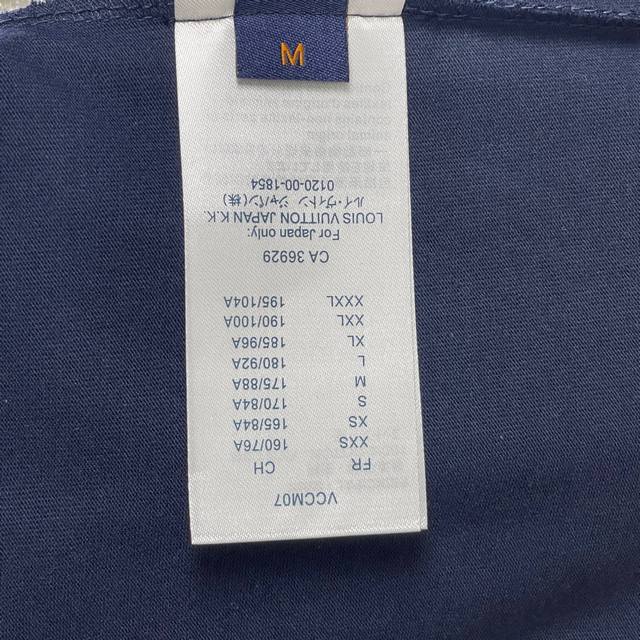 M
VCCM07
FR CH
XXS 160/76A
XS 165/84A
S 170/84A
M 175/88A
L 180/92A
XL 185/96A
XXL 190/100A
XXXL 195/104A
CA 36929
For Japan only:
LOUIS VUITTON JAPAN K.K.
ルイ・ヴィトン ジャパン(株)
0120-00-1854